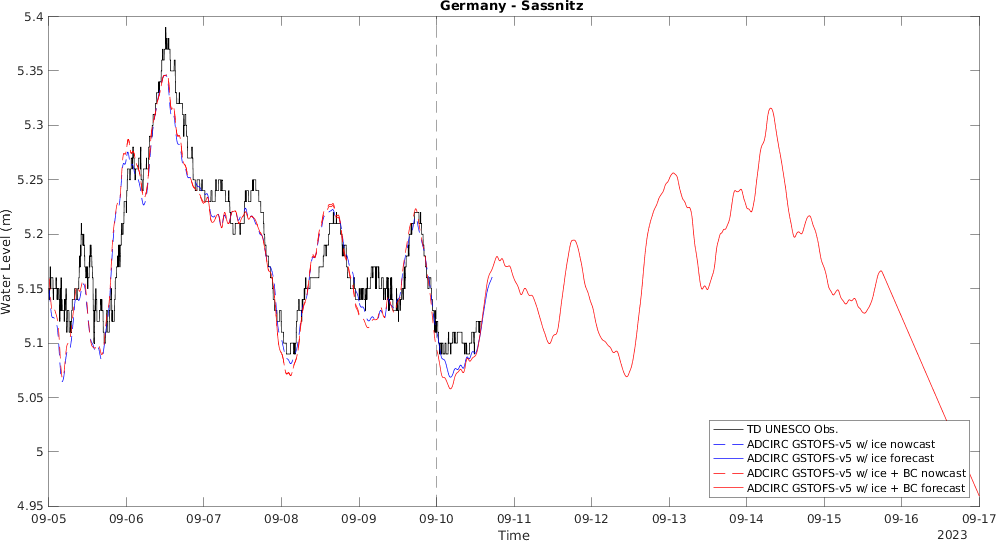 Germany - Sassnitz
5.4
5.35
5.3
5.25
5.2
5.15
5.1
5.05
5
4.95
Water Level (m)
TD UNESCO Obs.
ADCIRC GSTOFS-v5 w/ ice nowcast
ADCIRC GSTOFS-v5 w/ ice forecast
ADCIRC GSTOFS-v5 w/ ice + BC nowcast
ADCIRC GSTOFS-v5 w/ ice + BC forecast
09-05 09-06 09-07 09-08 09-09 09-10 09-11 09-12 09-13 09-14 09-15 09-16 09-17
Time
2023